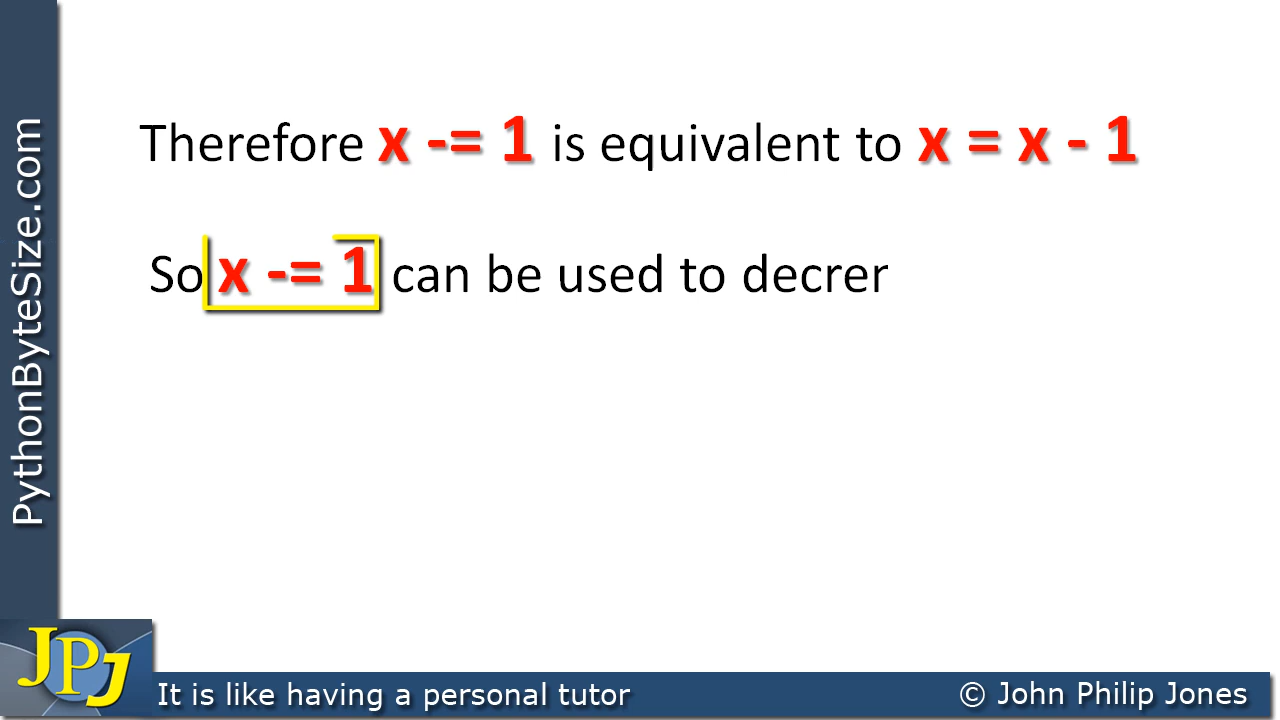 PythonByteSize.com
Therefore x -= 1 is equivalent to x = x - 1
So x -= 1 can be used to decrer
JPJ
It is like having a personal tutor
© John Philip Jones